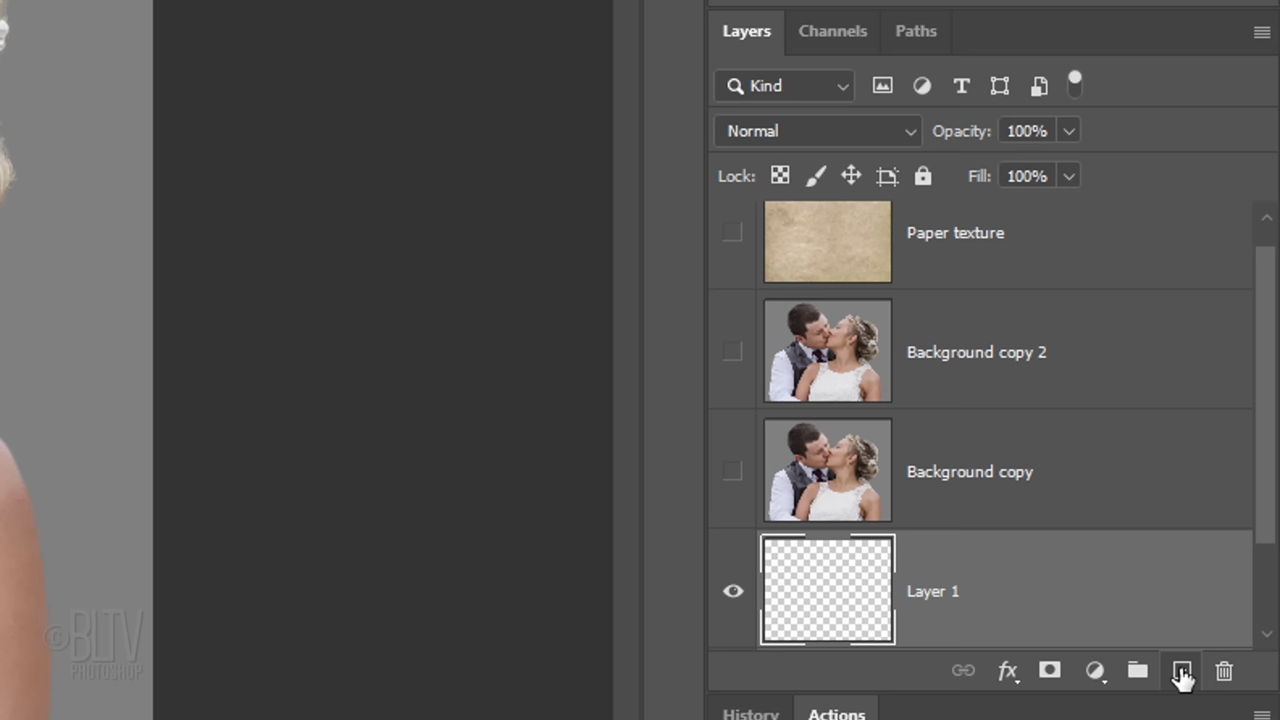 Layers Channels Paths
Kind
Normal Opacity: 100%
Lock: Fill: 100%
Paper texture
Background copy 2
Background copy
Layer 1
fx
©BLTV
PHOTOSHOP
History Actions